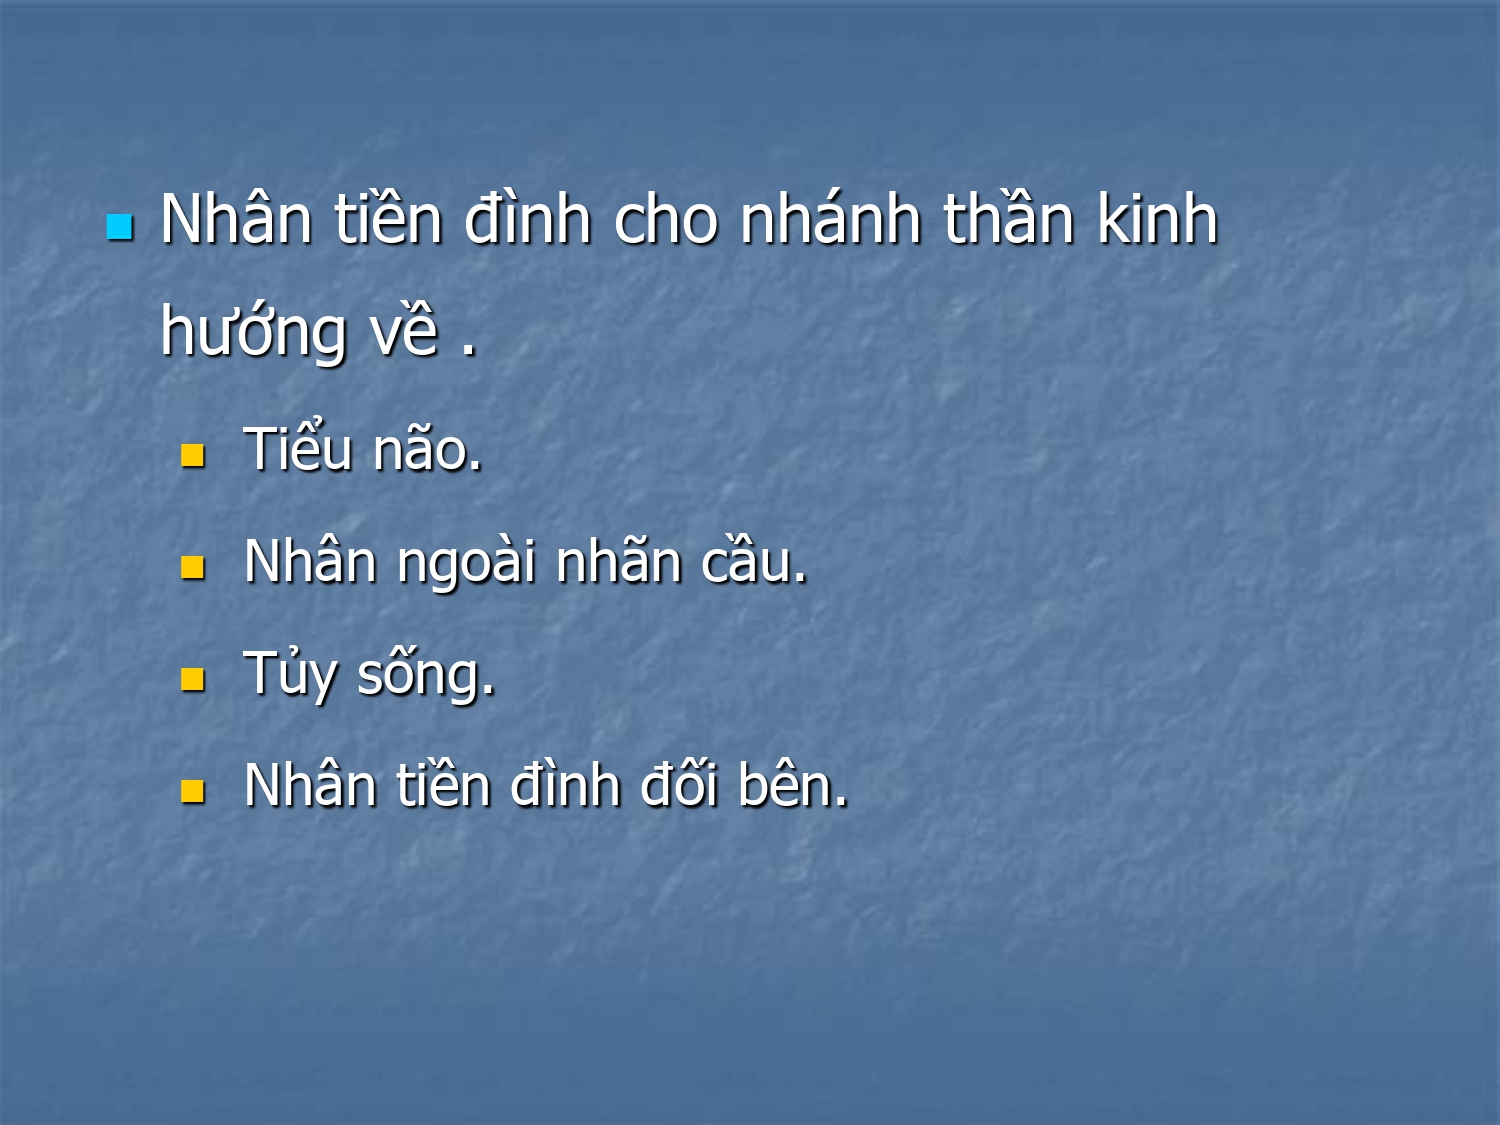 Nhân tiền đình cho nhánh thần kinh
hướng về .
Tiểu não.
Nhân ngoài nhãn cầu.
Tủy sống.
Nhân tiền đình đối bên.